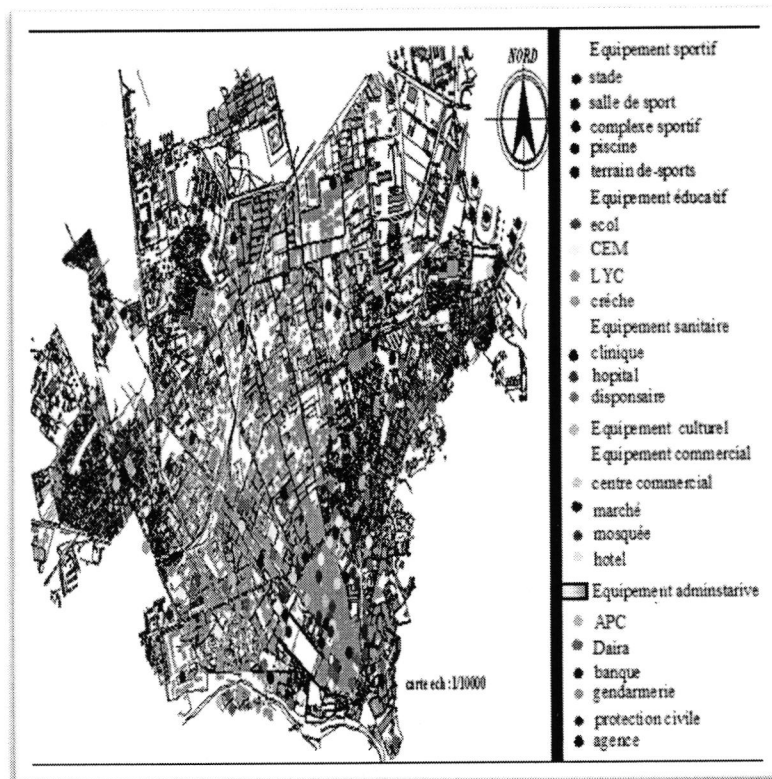 NORD
carte ech : 1/10000
Equipement sportif
stade
salle de sport
complexe sportif
piscine
terrain de-sports
Equipement éducatif
ecol
CEM
LYC
créche
Equipement sanitaire
clinique
hopital
disponsaire
Equipement culturel
Equipement commercial
centre commercial
marché
mosquée
hotel
Equipement adminstarive
APC
Daira
banque
gendarmerie
protection civile
agence